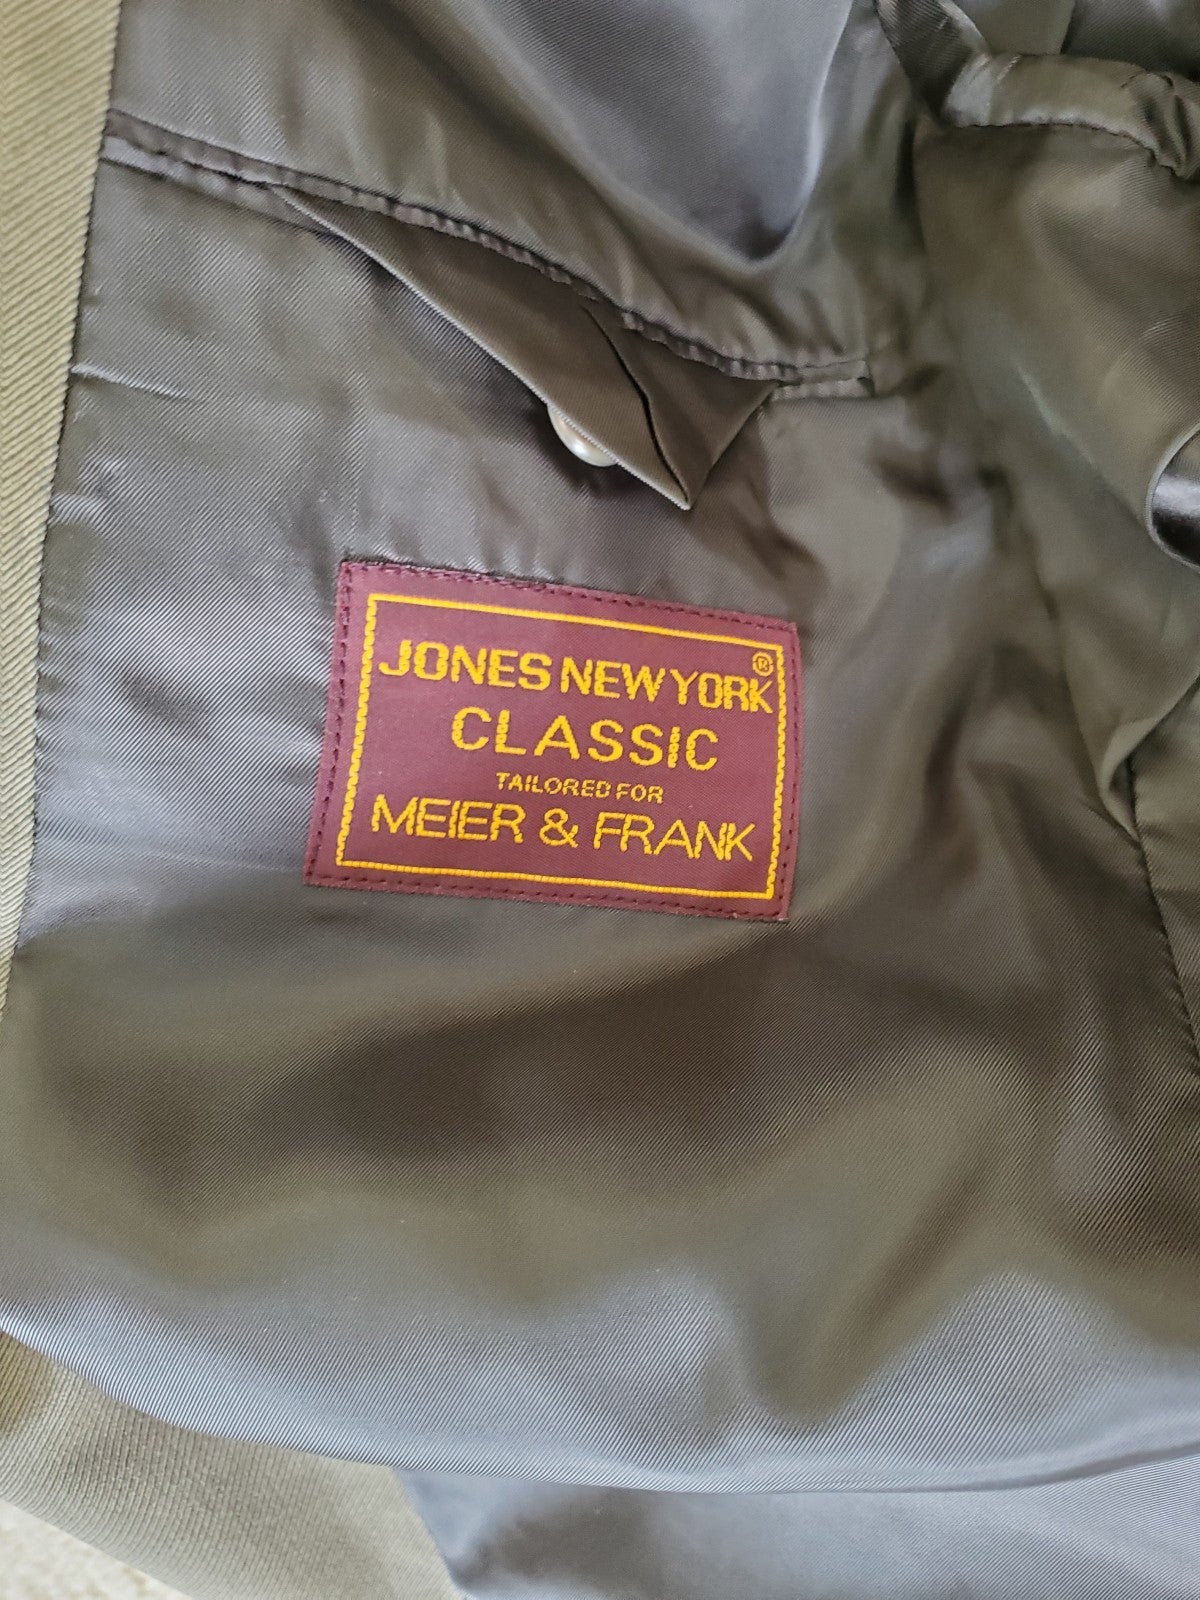 JONES NEW YORK®
CLASSIC
TAILORED FOR
MEIER & FRANK